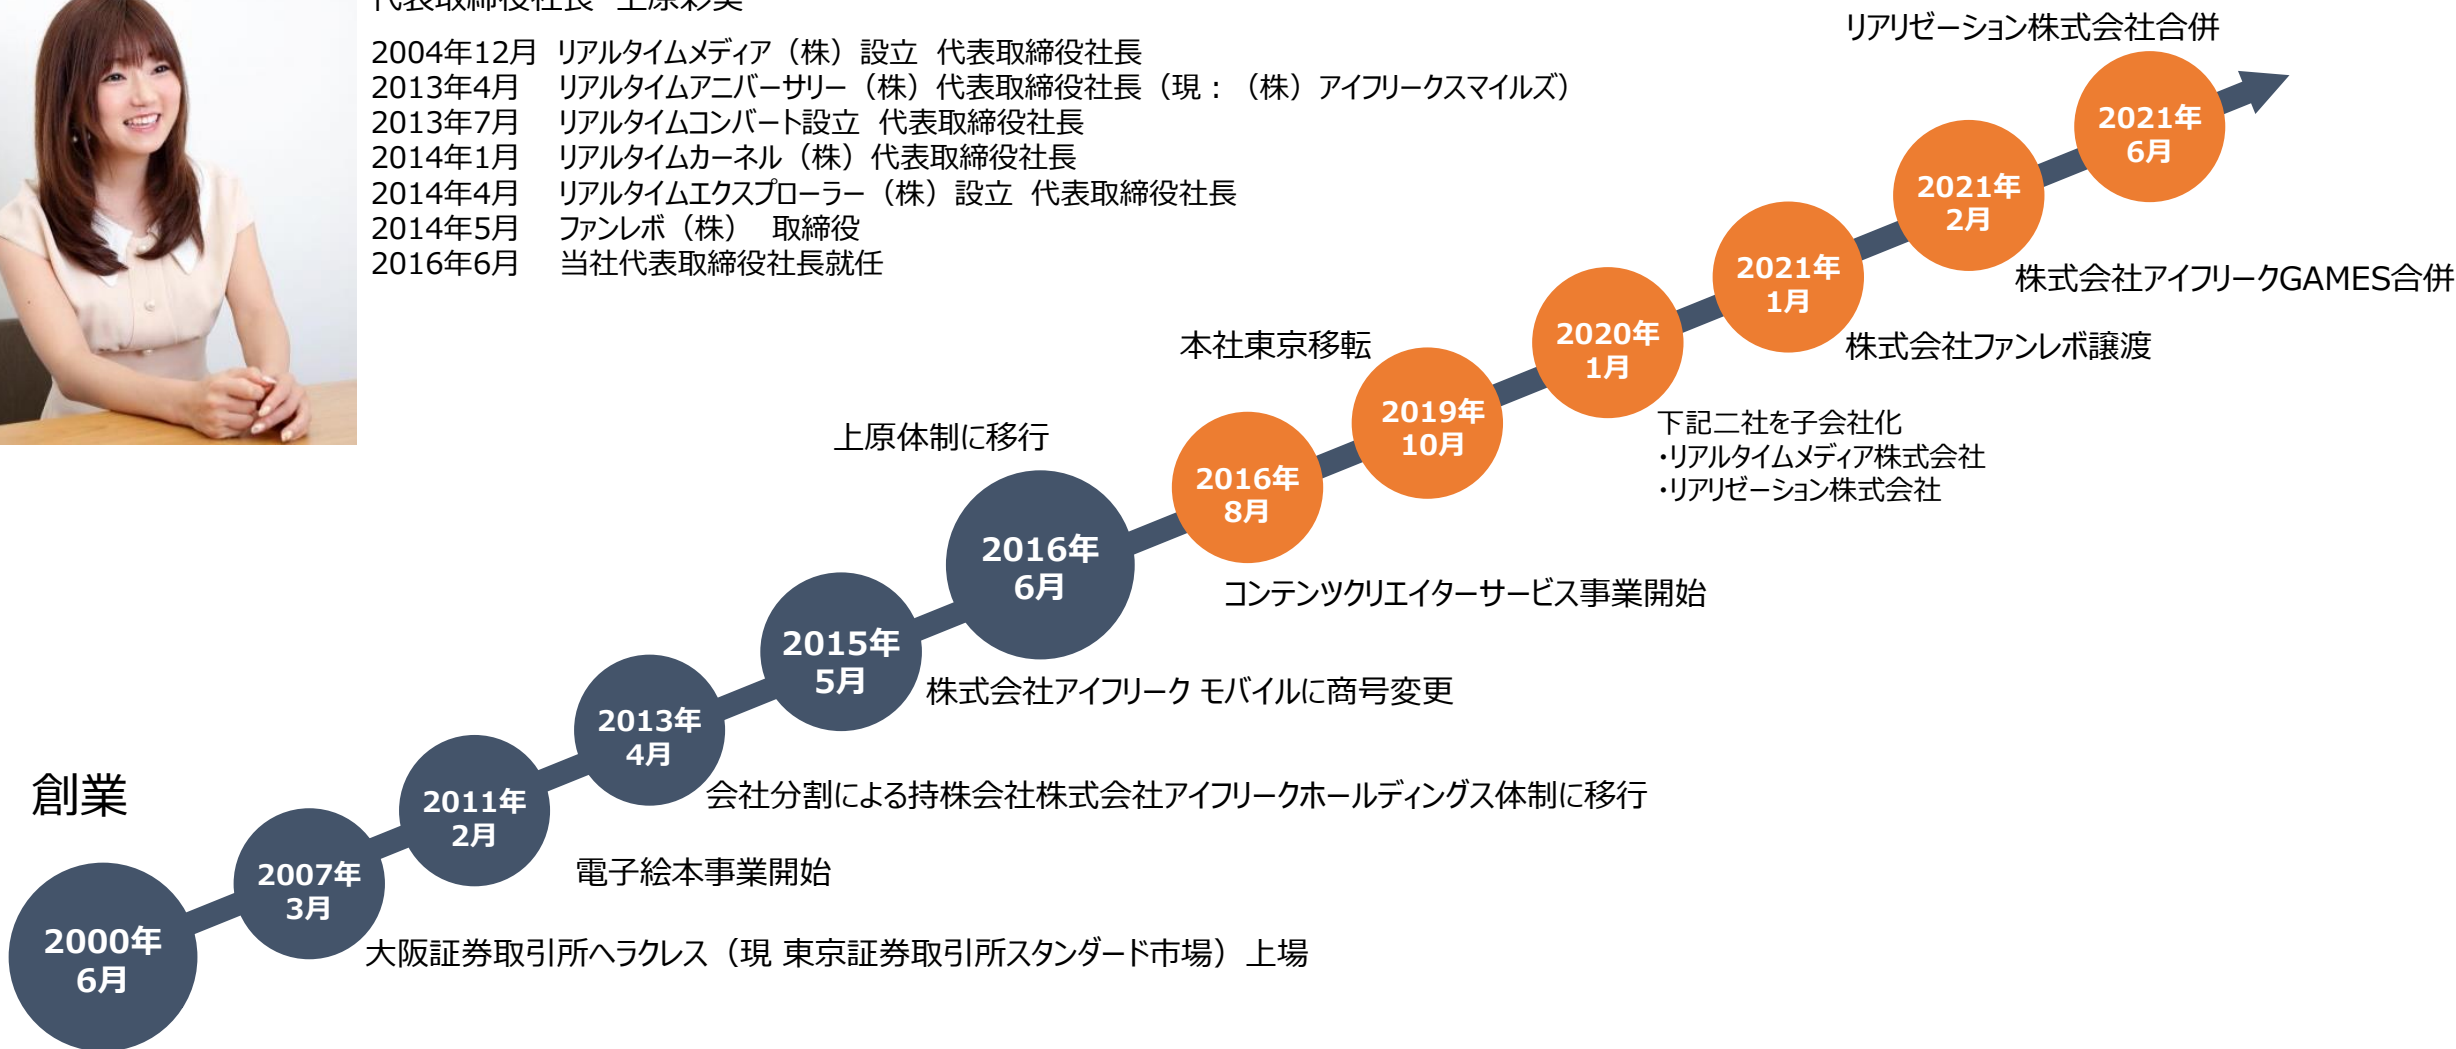 代表取締役社長 上原彩美
2004年12月 リアルタイムメディア（株）設立 代表取締役社長
2013年4月 リアルタイムアニバーサリー（株）代表取締役社長（現：（株）アイフリークスマイルズ）
2013年7月 リアルタイムコンバート設立 代表取締役社長
2014年1月 リアルタイムカーネル（株）代表取締役社長
2014年4月 リアルタイムエクスプローラー（株）設立 代表取締役社長
2014年5月 ファンレボ（株） 取締役
2016年6月 当社代表取締役社長就任
創業
2000年
6月
2007年
3月
大阪証券取引所ヘラクレス（現 東京証券取引所スタンダード市場）上場
2011年
2月
電子絵本事業開始
2013年
4月
会社分割による持株会社株式会社アイフリークホールディングス体制に移行
2015年
5月
株式会社アイフリーク モバイルに商号変更
上原体制に移行
2016年
6月
2016年
8月
コンテンツクリエイターサービス事業開始
本社東京移転
2019年
10月
2020年
1月
下記二社を子会社化
・リアルタイムメディア株式会社
・リアリゼーション株式会社
2021年
1月
株式会社ファンレボ譲渡
2021年
2月
株式会社アイフリークGAMES合併
リアリゼーション株式会社合併
2021年
6月